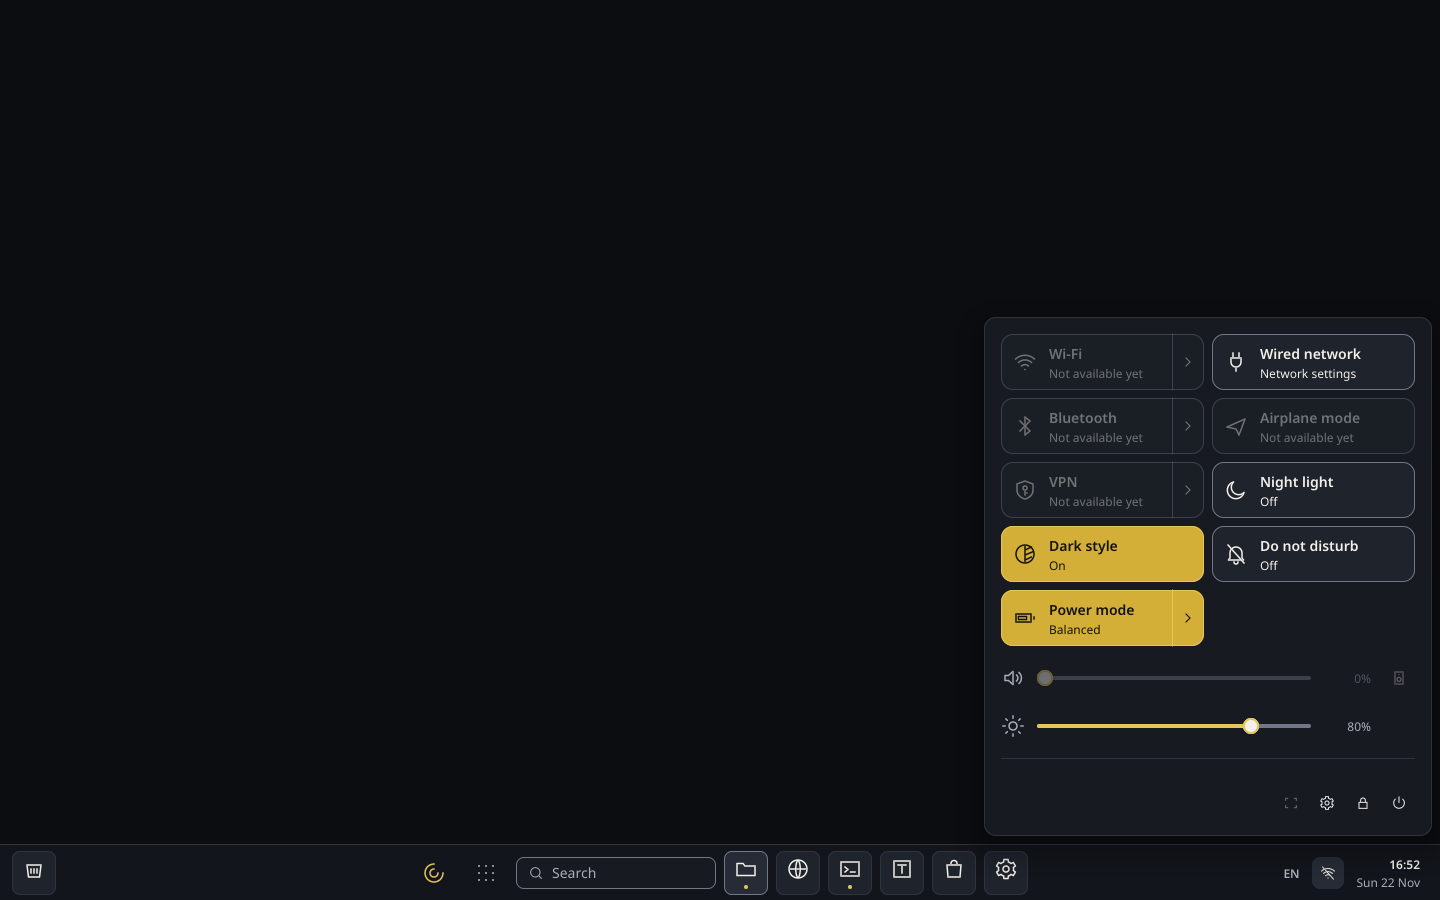 Wi-Fi
Not available yet
Wired network
Network settings
Bluetooth
Not available yet
Airplane mode
Not available yet
VPN
Not available yet
Night light
Off
Dark style
On
Do not disturb
Off
Power mode
Balanced
0%
80%
Search
EN
16:52
Sun 22 Nov